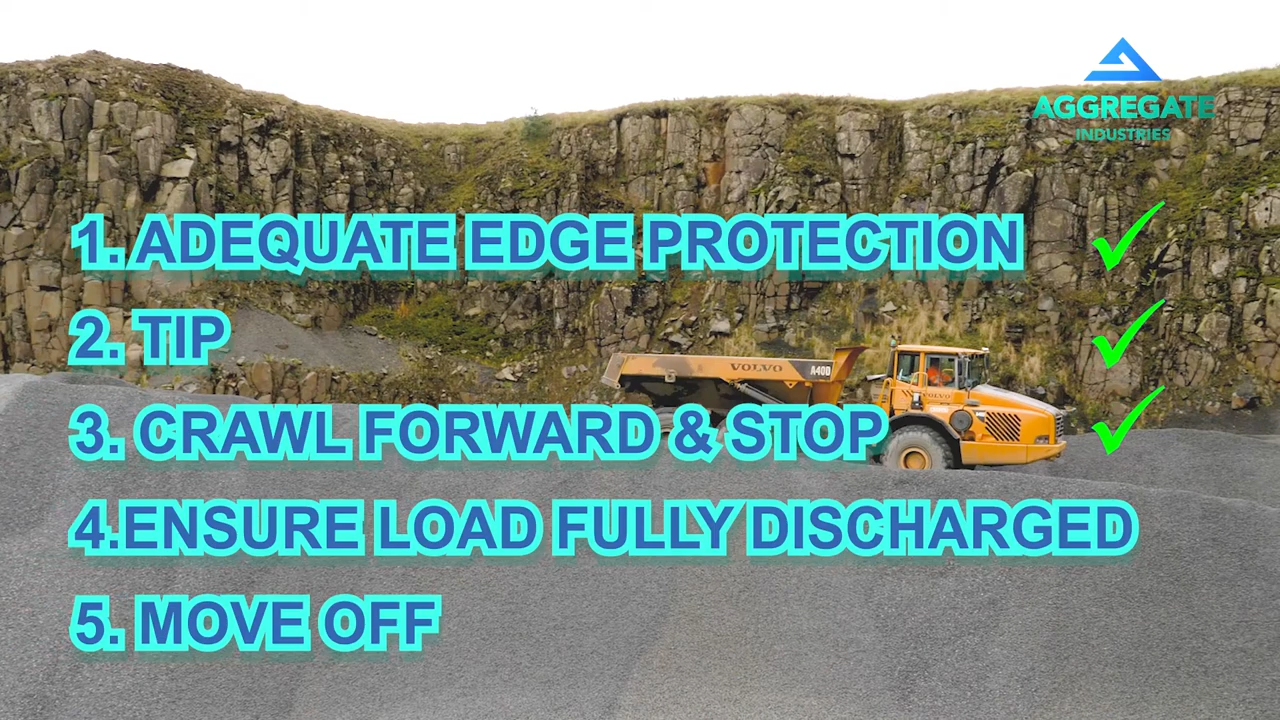 AGGREGATE
INDUSTRIES
1. ADEQUATE EDGE PROTECTION
2. TIP
VOLVO A40D
VOLVO
3. CRAWL FORWARD & STOP
4.ENSURE LOAD FULLY DISCHARGED
5. MOVE OFF